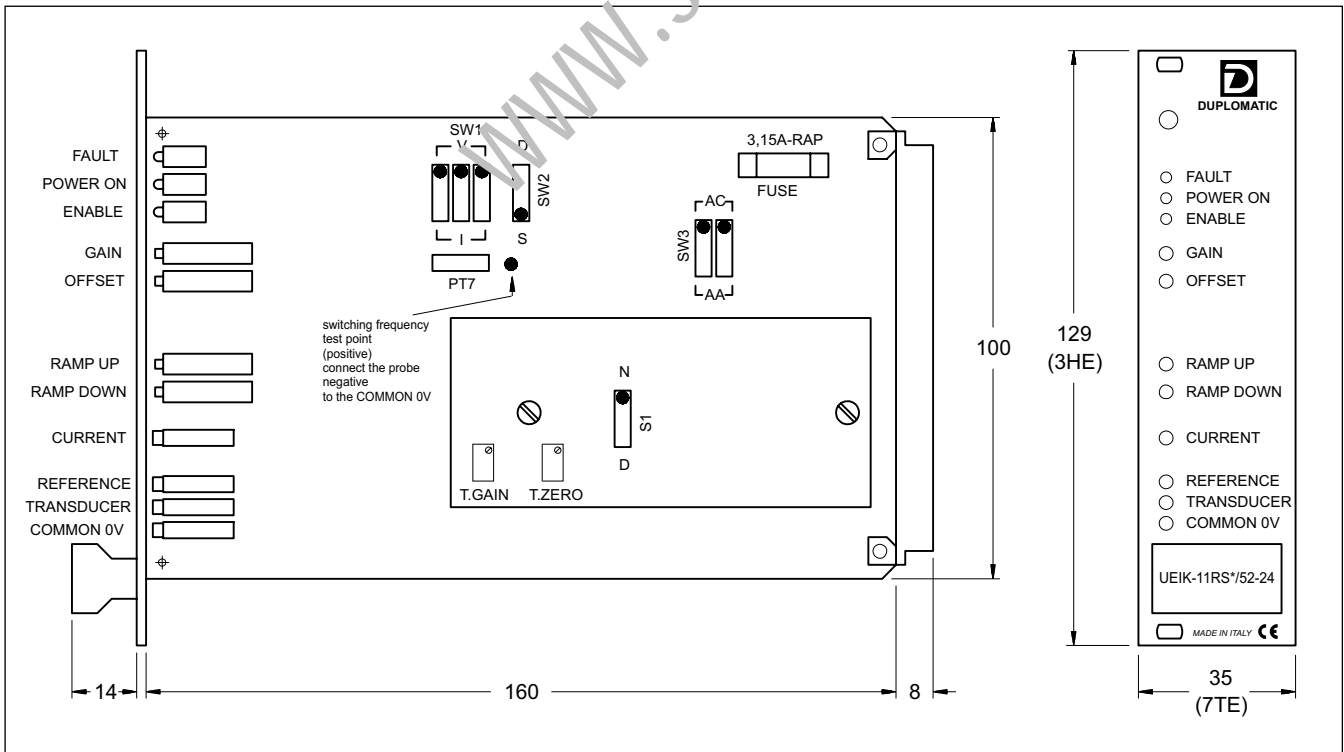 www.s
SW1
V
D
SW2
I
S
PT7
3,15A-RAP
FUSE
AC
SW3
AA
FAULT
POWER ON
ENABLE
GAIN
OFFSET
RAMP UP
RAMP DOWN
CURRENT
REFERENCE
TRANSDUCER
COMMON 0V
switching frequency
test point
(positive)
connect the probe
negative
to the COMMON 0V
N
S1
D
T.GAIN
T.ZERO
14
160
8
100
129
(3HE)
D
DUPLOMATIC
FAULT
POWER ON
ENABLE
GAIN
OFFSET
RAMP UP
RAMP DOWN
CURRENT
REFERENCE
TRANSDUCER
COMMON 0V
UEIK-11RS*/52-24
MADE IN ITALY CE
35
(7TE)